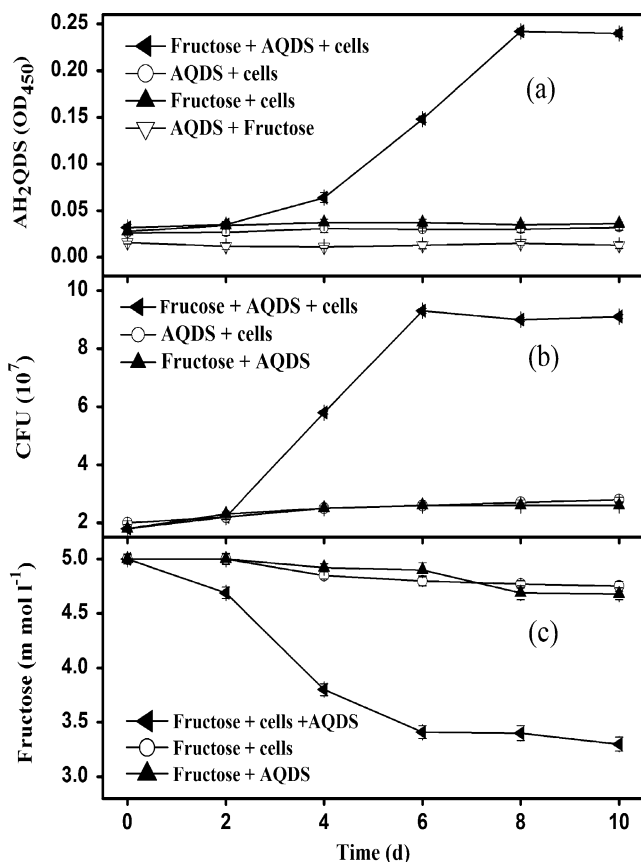 AH₂QDS (OD₄₅₀)
0.25
0.20
0.15
0.10
0.05
0.00
Fructose + AQDS + cells
AQDS + cells
Fructose + cells
AQDS + Fructose
(a)
CFU (10⁷)
10
8
6
4
2
Frucose + AQDS + cells
AQDS + cells
Fructose + AQDS
(b)
Fructose (m mol l⁻¹)
5.0
4.5
4.0
3.5
3.0
(c)
Fructose + cells +AQDS
Fructose + cells
Fructose + AQDS
0 2 4 6 8 10
Time (d)